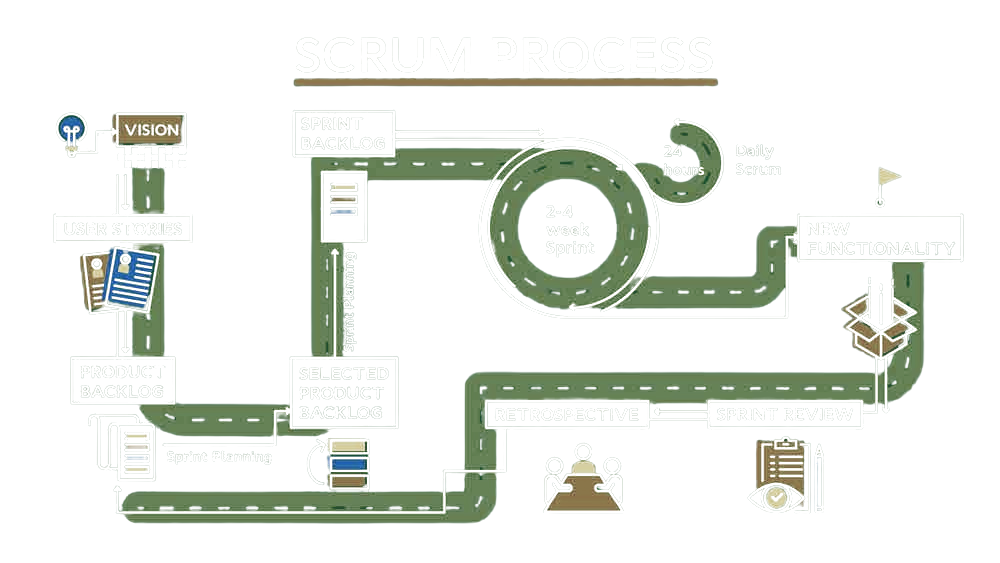 SCRUM PROCESS
VISION
USER STORIES
PRODUCT
BACKLOG
Sprint Planning
SELECTED
PRODUCT
BACKLOG
Sprint Planning
SPRINT
BACKLOG
2-4
week
Sprint
24
hours
Daily
Scrum
NEW
FUNCTIONALITY
SPRINT REVIEW
RETROSPECTIVE